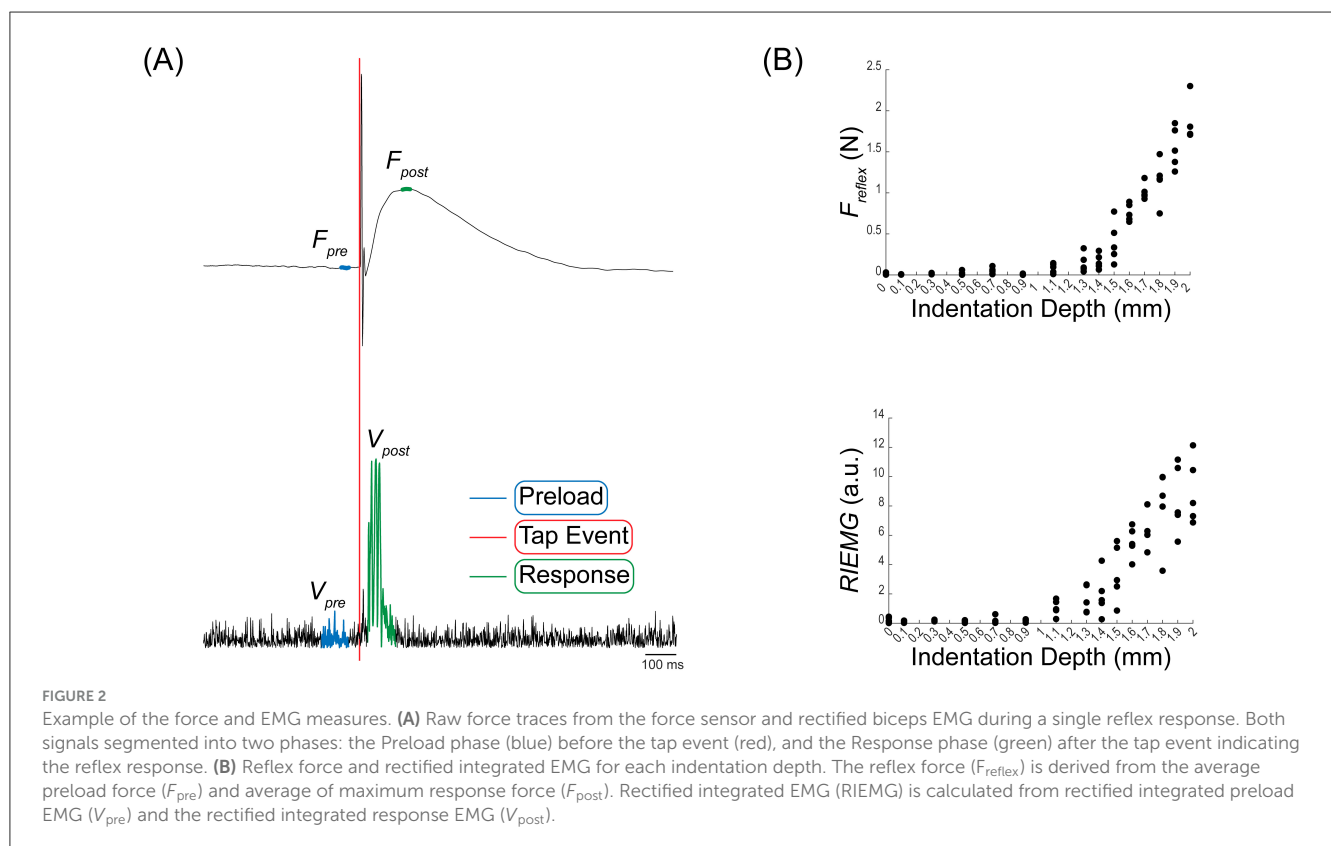 (A)
F post
F pre
V post
V pre
Preload
Tap Event
Response
100 ms
(B)
F reflex (N)
2.5
2
1.5
1
0.5
0
0 0.1 0.2 0.3 0.4 0.5 0.6 0.7 0.8 0.9 1 1.1 1.2 1.3 1.4 1.5 1.6 1.7 1.8 1.9 2
Indentation Depth (mm)
RIEMG (a.u.)
14
12
10
8
6
4
2
0
0 0.1 0.2 0.3 0.4 0.5 0.6 0.7 0.8 0.9 1 1.1 1.2 1.3 1.4 1.5 1.6 1.7 1.8 1.9 2
Indentation Depth (mm)
FIGURE 2
Example of the force and EMG measures. (A) Raw force traces from the force sensor and rectified biceps EMG during a single reflex response. Both
signals segmented into two phases: the Preload phase (blue) before the tap event (red), and the Response phase (green) after the tap event indicating
the reflex response. (B) Reflex force and rectified integrated EMG for each indentation depth. The reflex force (Freflex) is derived from the average
preload force (Fpre) and average of maximum response force (Fpost). Rectified integrated EMG (RIEMG) is calculated from rectified integrated preload
EMG (Vpre) and the rectified integrated response EMG (Vpost).